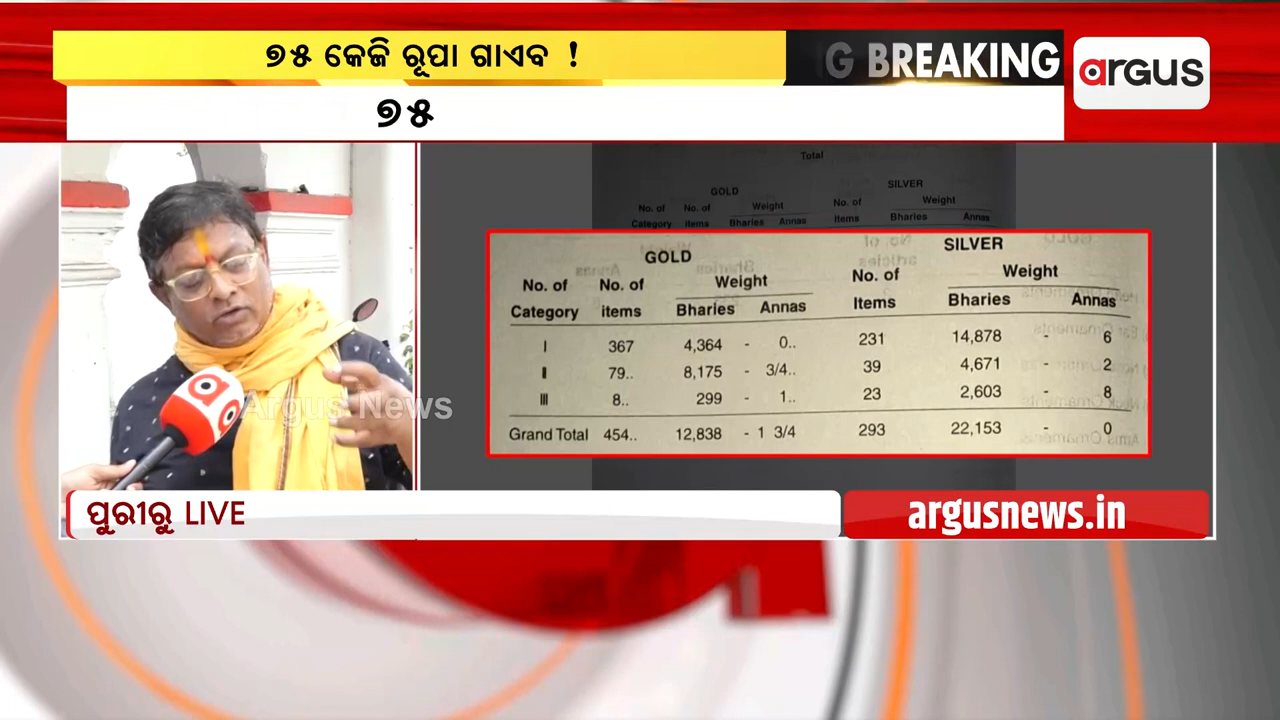 ୭୫ କେଜି ରୂପା ଗାଏବ !
G BREAKING
argus
୭୫
Total
GOLD SILVER
No. of No. of Weight No. of Weight
Category items Bharies Annas Items Bharies Annas
GOLD SILVER
No. of No. of Weight No. of Weight
Category items Bharies Annas Items Bharies Annas
I 367 4,364 - 0.. 231 14,878 - 6
II 79.. 8,175 - 3/4.. 39 4,671 - 2
III 8.. 299 - 1.. 23 2,603 - 8
Grand Total 454.. 12,838 - 1 3/4 293 22,153 - 0
Argus News
ପୁରୀରୁ LIVE
argusnews.in